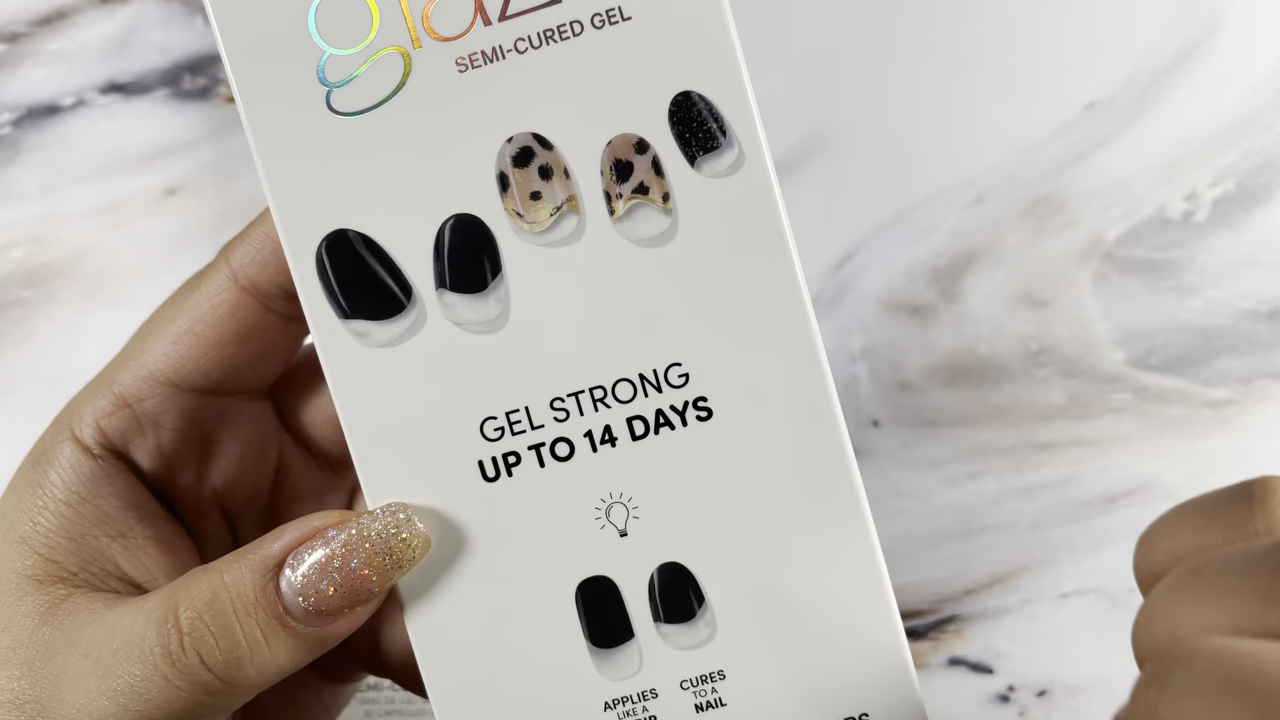 SEMI-CURED GEL
GEL STRONG
UP TO 14 DAYS
APPLIES
LIKE A
CURES
TO A
NAIL